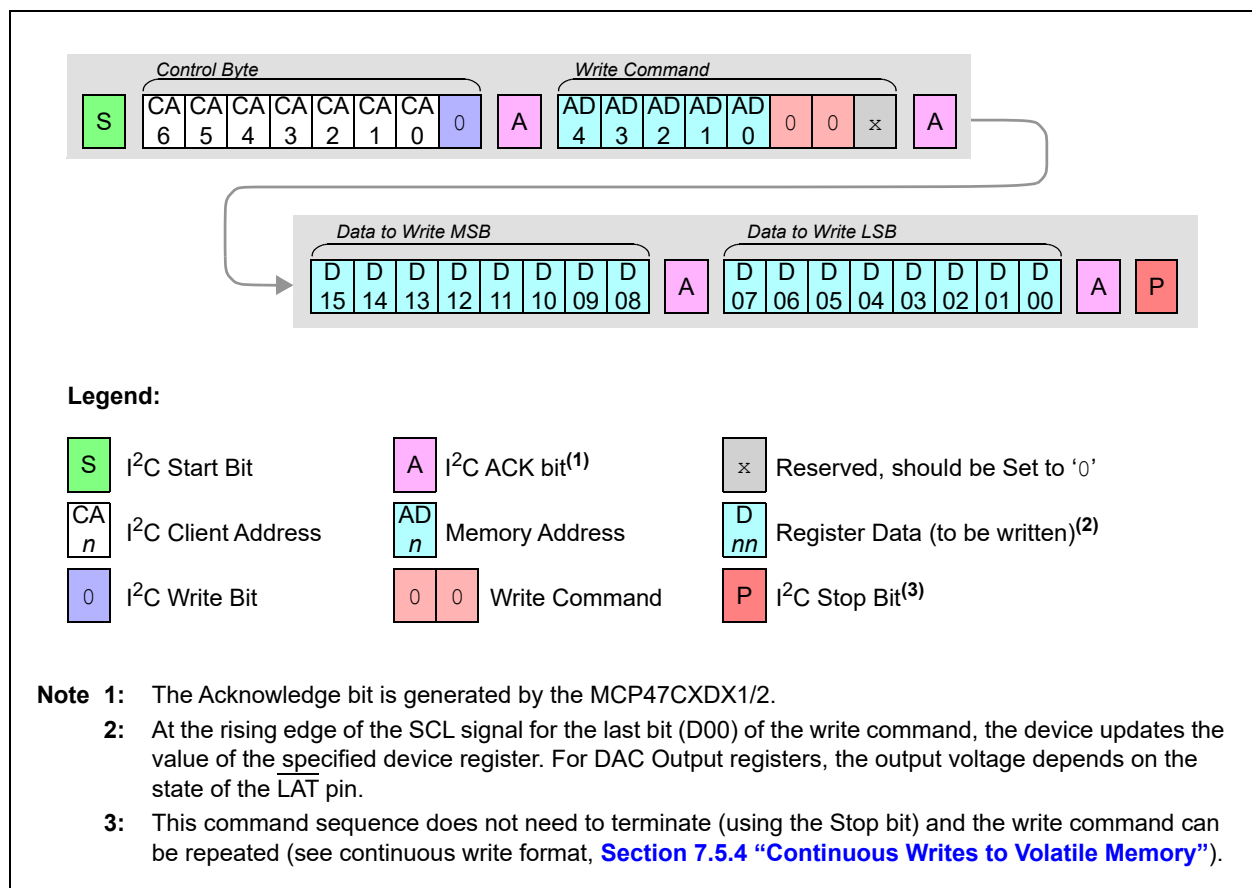 Control Byte Write Command
S CA 6 CA 5 CA 4 CA 3 CA 2 CA 1 CA 0 0 A AD 4 AD 3 AD 2 AD 1 AD 0 0 0 x A
Data to Write MSB Data to Write LSB
D 15 D 14 D 13 D 12 D 11 D 10 D 09 D 08 A D 07 D 06 D 05 D 04 D 03 D 02 D 01 D 00 A P
Legend:
S I2C Start Bit A I2C ACK bit(1) x Reserved, should be Set to ‘0’
CA n I2C Client Address AD n Memory Address D nn Register Data (to be written)(2)
0 I2C Write Bit 0 0 Write Command P I2C Stop Bit(3)
Note 1: The Acknowledge bit is generated by the MCP47CXDX1/2.
2: At the rising edge of the SCL signal for the last bit (D00) of the write command, the device updates the
value of the specified device register. For DAC Output registers, the output voltage depends on the
state of the LAT pin.
3: This command sequence does not need to terminate (using the Stop bit) and the write command can
be repeated (see continuous write format, Section 7.5.4 “Continuous Writes to Volatile Memory”).